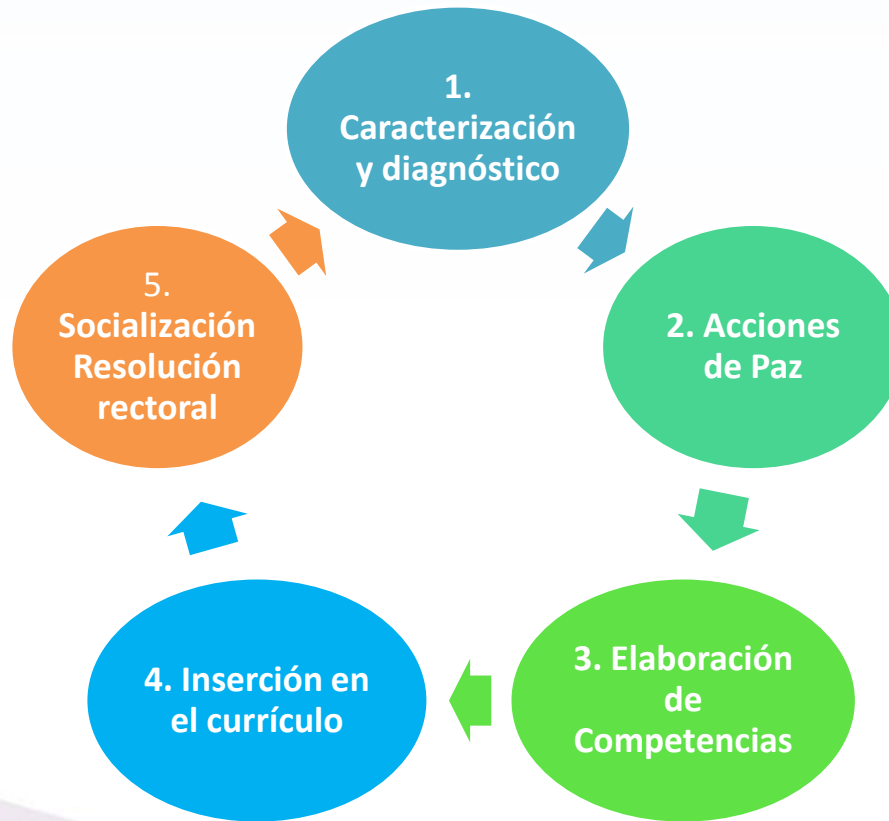 1.
Caracterización
y diagnóstico
2. Acciones
de Paz
3. Elaboración
de
Competencias
4. Inserción en
el currículo
5.
Socialización
Resolución
rectoral